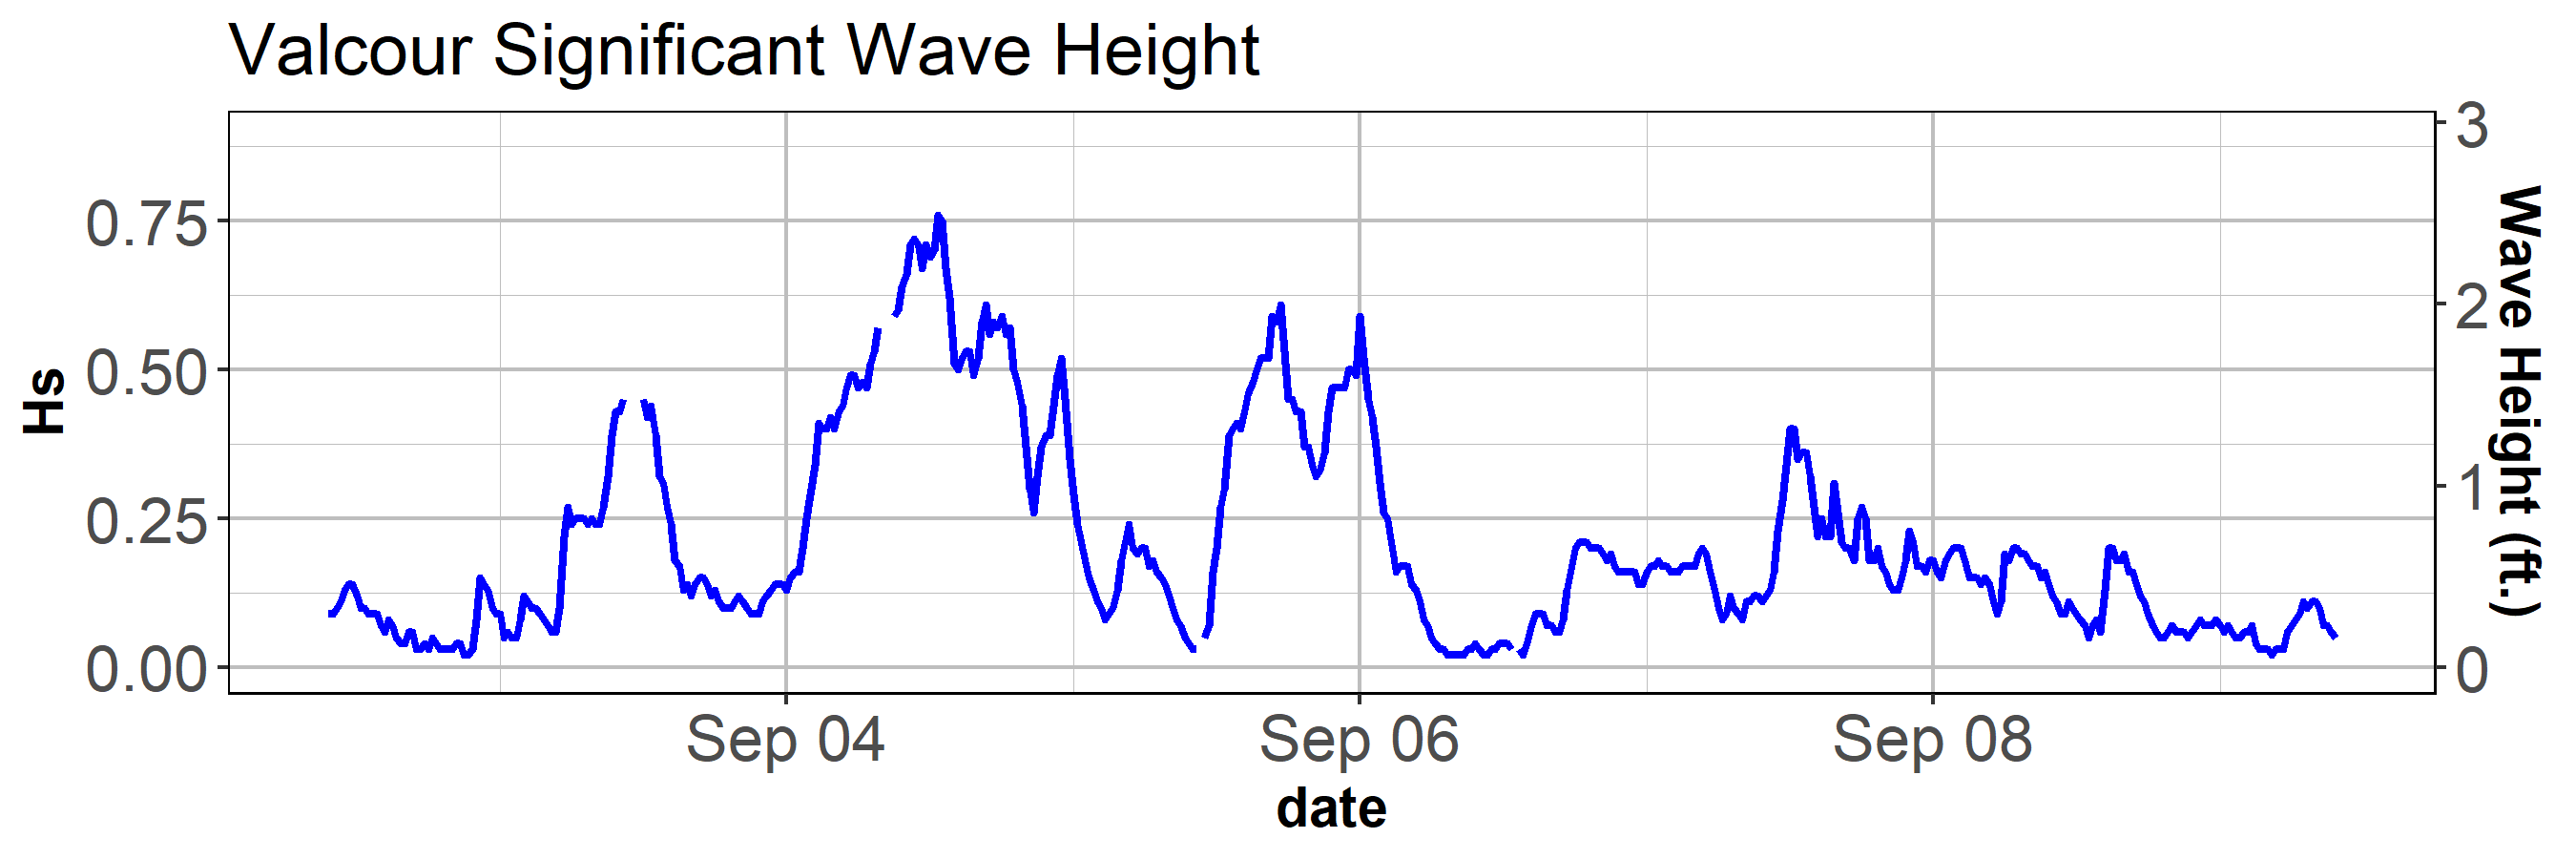 Valcour Significant Wave Height
Hs
0.75
0.50
0.25
0.00
3
2
1
0
Wave Height (ft.)
Sep 04
Sep 06
Sep 08
date